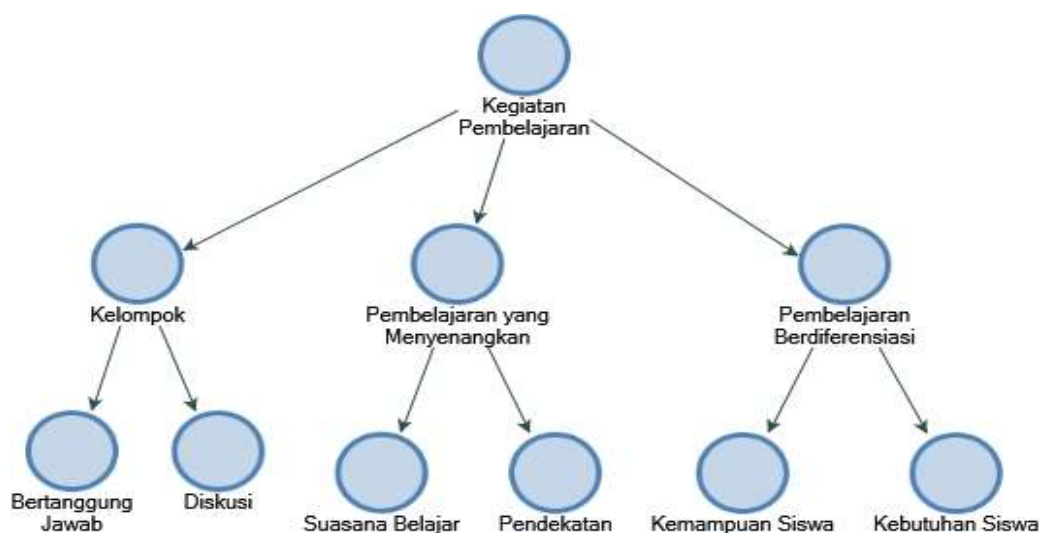 Kegiatan
Pembelajaran
Kelompok
Pembelajaran yang
Menyenangkan
Pembelajaran
Berdiferensiasi
Bertanggung
Jawab
Diskusi
Suasana Belajar
Pendekatan
Kemampuan Siswa
Kebutuhan Siswa